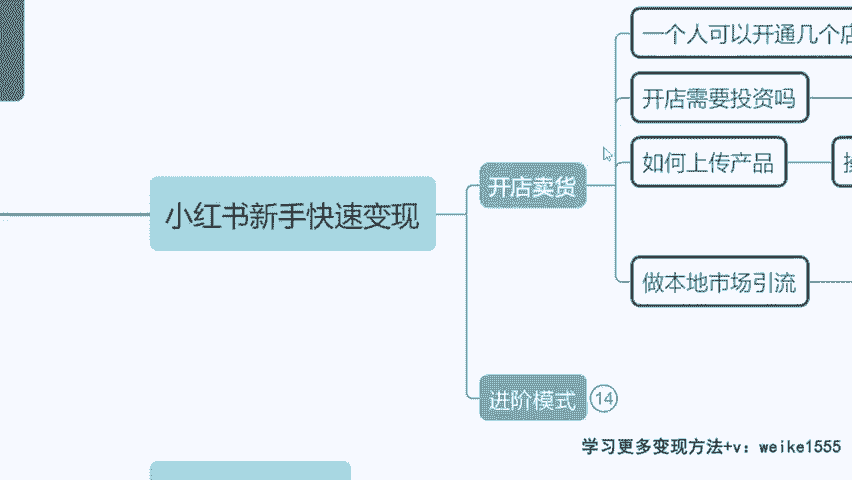 一个人可以开通几个店
开店需要投资吗
如何上传产品
开店卖货
小红书新手快速变现
做本地市场引流
进阶模式
14
学习更多变现方法+v：weike1555